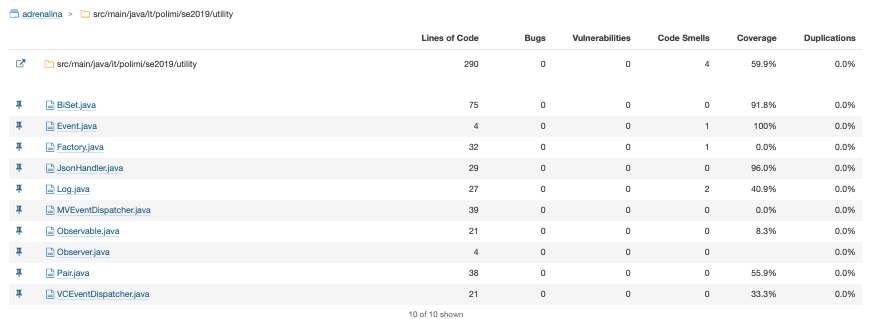 adrenalina > src/main/java/it/polimi/se2019/utility
Lines of Code Bugs Vulnerabilities Code Smells Coverage Duplications
src/main/java/it/polimi/se2019/utility 290 0 0 4 59.9% 0.0%
BiSet.java 75 0 0 0 91.8% 0.0%
Event.java 4 0 0 1 100% 0.0%
Factory.java 32 0 0 1 0.0% 0.0%
JsonHandler.java 29 0 0 0 96.0% 0.0%
Log.java 27 0 0 2 40.9% 0.0%
MVEventDispatcher.java 39 0 0 0 0.0% 0.0%
Observable.java 21 0 0 0 8.3% 0.0%
Observer.java 4 0 0 0 0.0%
Pair.java 38 0 0 0 55.9% 0.0%
VCEventDispatcher.java 21 0 0 0 33.3% 0.0%
10 of 10 shown